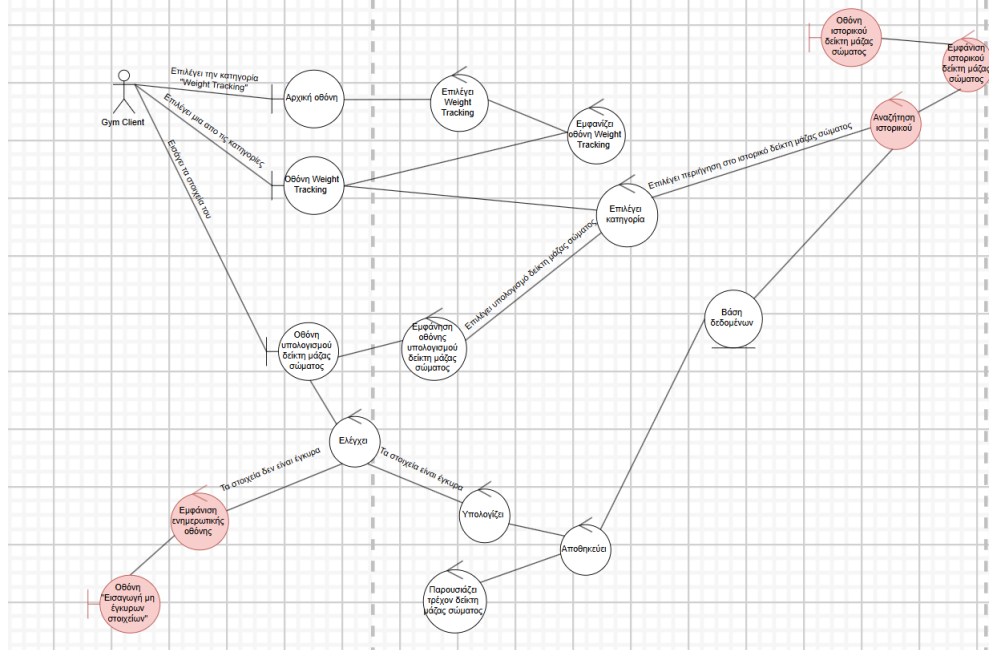 Οθόνη
ιστορικού
δείκτη μάζας
σώματος
Εμφάνιση
ιστορικού
δείκτη μάζας
σώματος
Επιλέγει την κατηγορία
"Weight Tracking"
Αρχική οθόνη
Επιλέγει
Weight
Tracking
Gym Client
Επιλέγει μια απο τις κατηγορίες
Εμφανίζει
οθόνη Weight
Tracking
Αναζήτηση
ιστορικού
Επιλέγει περιήγηση στο ιστορικό δείκτη μάζας σώματος
Οθόνη Weight
Tracking
Εισάγει τα στοιχεία του
Επιλέγει
κατηγορία
Επιλέγει υπολογισμό δείκτη μάζας σώματος
Βάση
δεδομένων
Οθόνη
υπολογισμού
δείκτη μάζας
σώματος
Εμφάνηση
οθόνης
υπολογισμού
δείκτη μάζας
σώματος
Ελέγχει
Τα στοιχεία δεν είναι έγκυρα
Τα στοιχεία είναι έγκυρα
Εμφάνιση
ενημερωτικής
οθόνης
Υπολογίζει
Αποθηκεύει
Οθόνη
"Εισαγωγή μη
έγκυρων
στοιχείων"
Παρουσιάζει
τρέχον δείκτη
μάζας σώματος